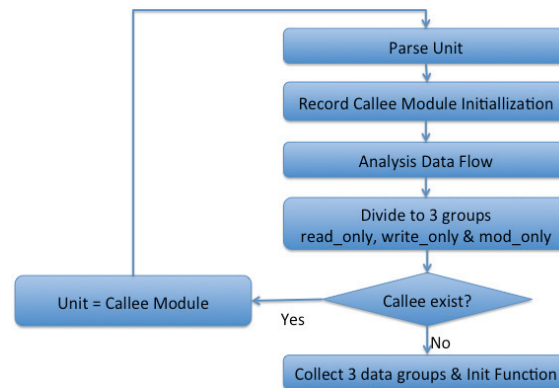 Parse Unit
Record Callee Module Initiallization
Analysis Data Flow
Divide to 3 groups
read_only, write_only & mod_only
Callee exist?
Unit = Callee Module
Yes
No
Collect 3 data groups & Init Function